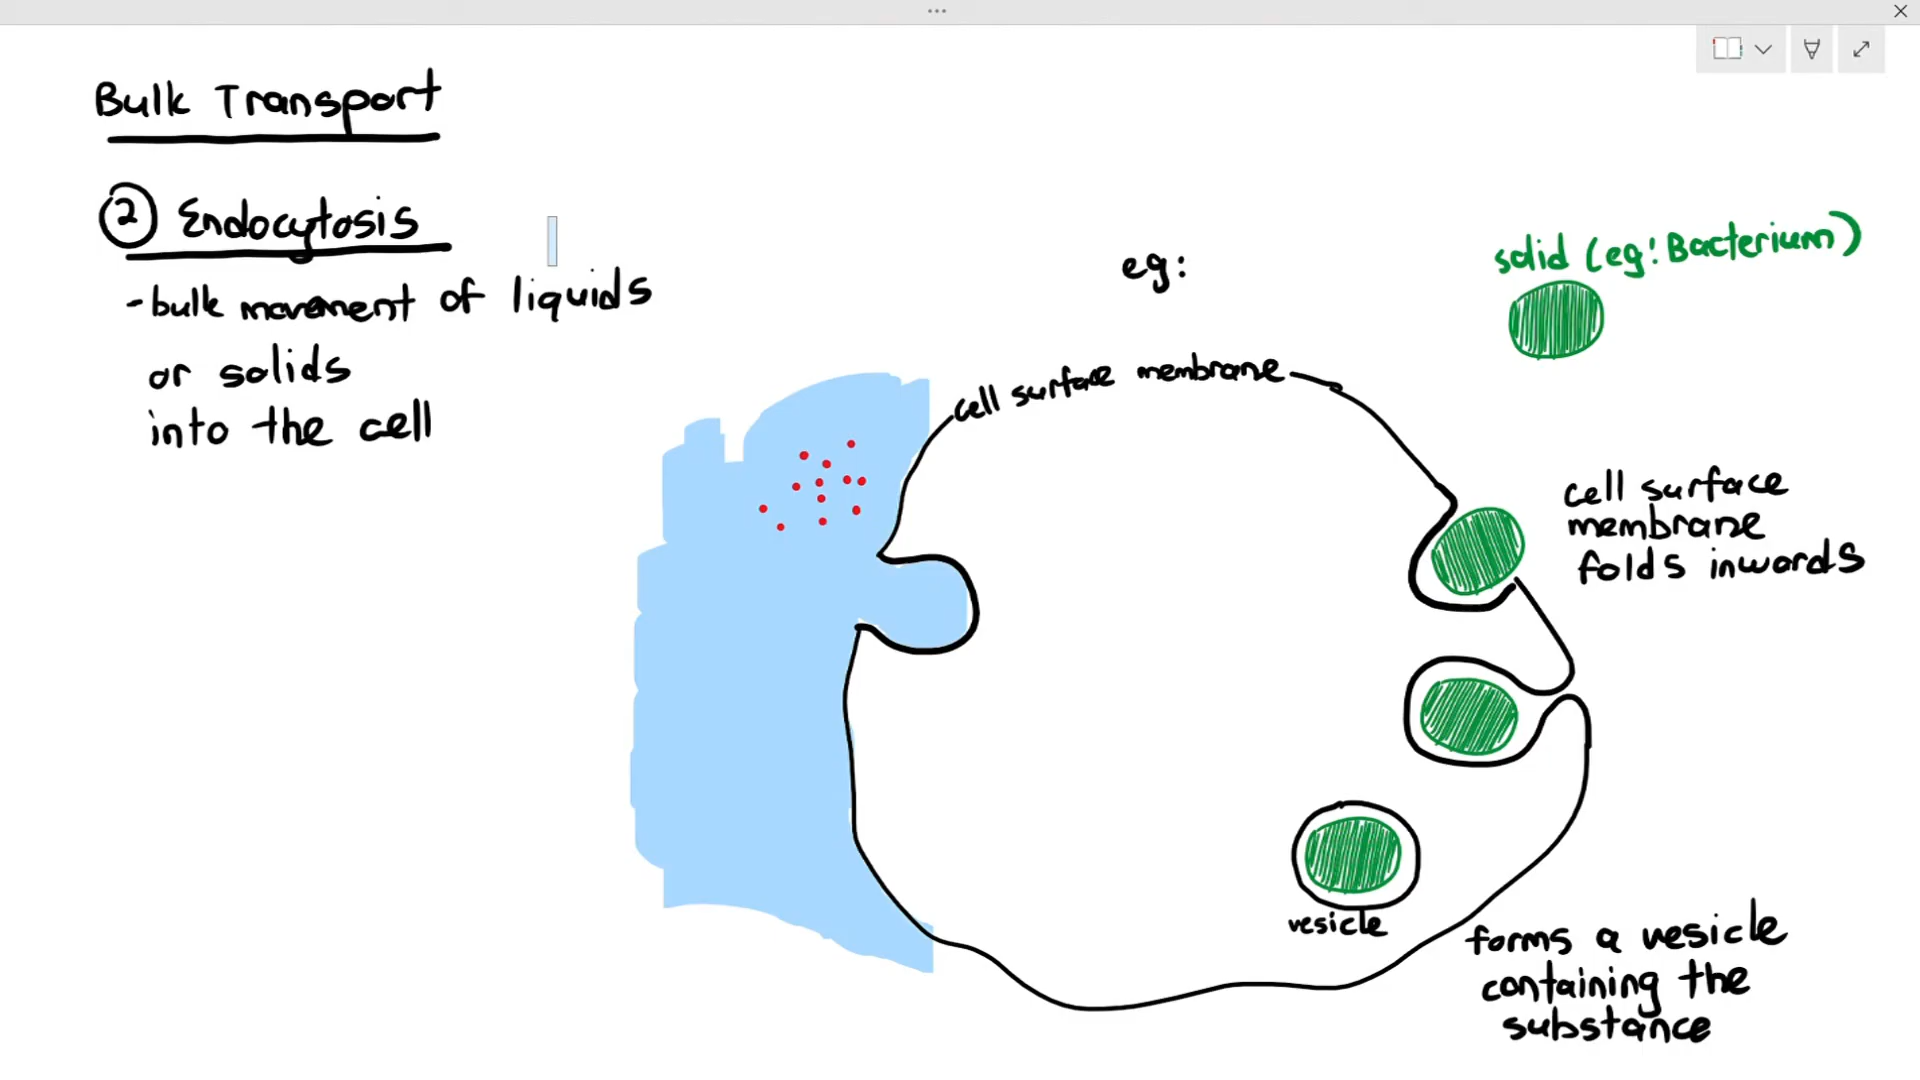 Bulk Transport
2 Endocytosis
- bulk movement of liquids
or solids
into the cell
eg:
solid (eg: Bacterium)
cell surface membrane
cell surface
membrane
folds inwards
vesicle
forms a vesicle
containing the
substance